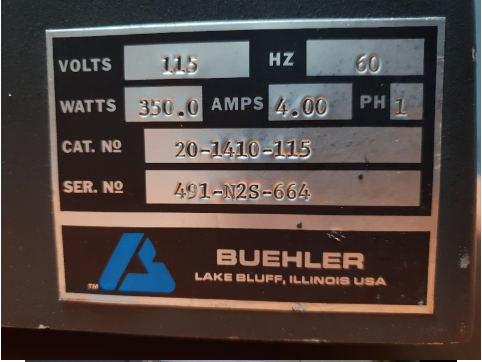 VOLTS 115 HZ 60
WATTS 350.0 AMPS 4.00 PH 1
CAT. Nº 20-1410-115
SER. Nº 491-N2S-664
BUEHLER
LAKE BLUFF, ILLINOIS USA
TM